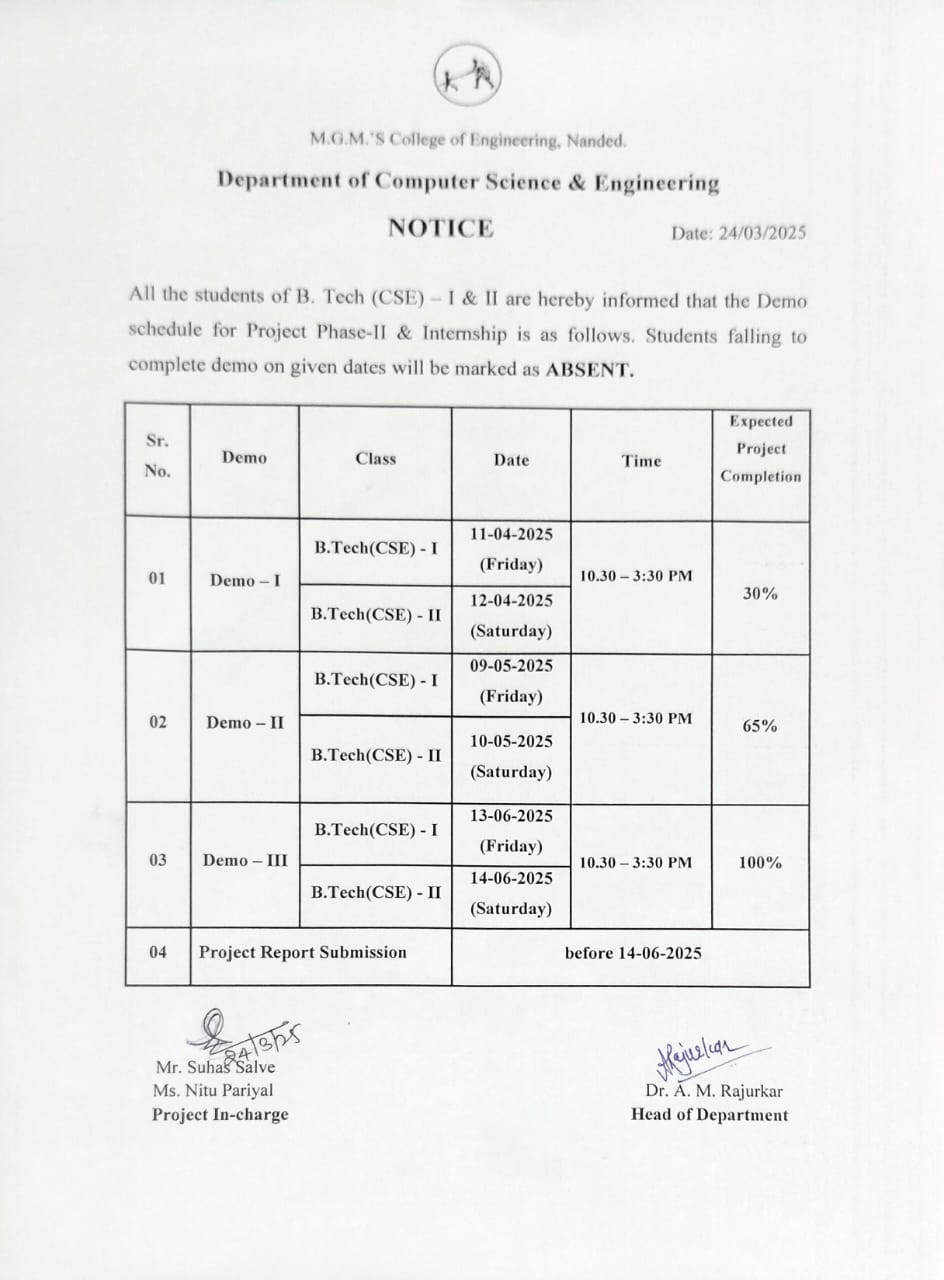 M.G.M.'S College of Engineering, Nanded.
Department of Computer Science & Engineering
NOTICE
Date: 24/03/2025
All the students of B. Tech (CSE) – I & II are hereby informed that the Demo
schedule for Project Phase-II & Internship is as follows. Students falling to
complete demo on given dates will be marked as ABSENT.
Sr. No. Demo Class Date Time Expected Project Completion
01 Demo – I B.Tech(CSE) - I 11-04-2025 (Friday) 10.30 – 3:30 PM 30%
B.Tech(CSE) - II 12-04-2025 (Saturday)
02 Demo – II B.Tech(CSE) - I 09-05-2025 (Friday) 10.30 – 3:30 PM 65%
B.Tech(CSE) - II 10-05-2025 (Saturday)
03 Demo – III B.Tech(CSE) - I 13-06-2025 (Friday) 10.30 – 3:30 PM 100%
B.Tech(CSE) - II 14-06-2025 (Saturday)
04 Project Report Submission before 14-06-2025
24/3/25
Mr. Suhas Salve
Ms. Nitu Pariyal
Project In-charge
ARajurkar
Dr. A. M. Rajurkar
Head of Department